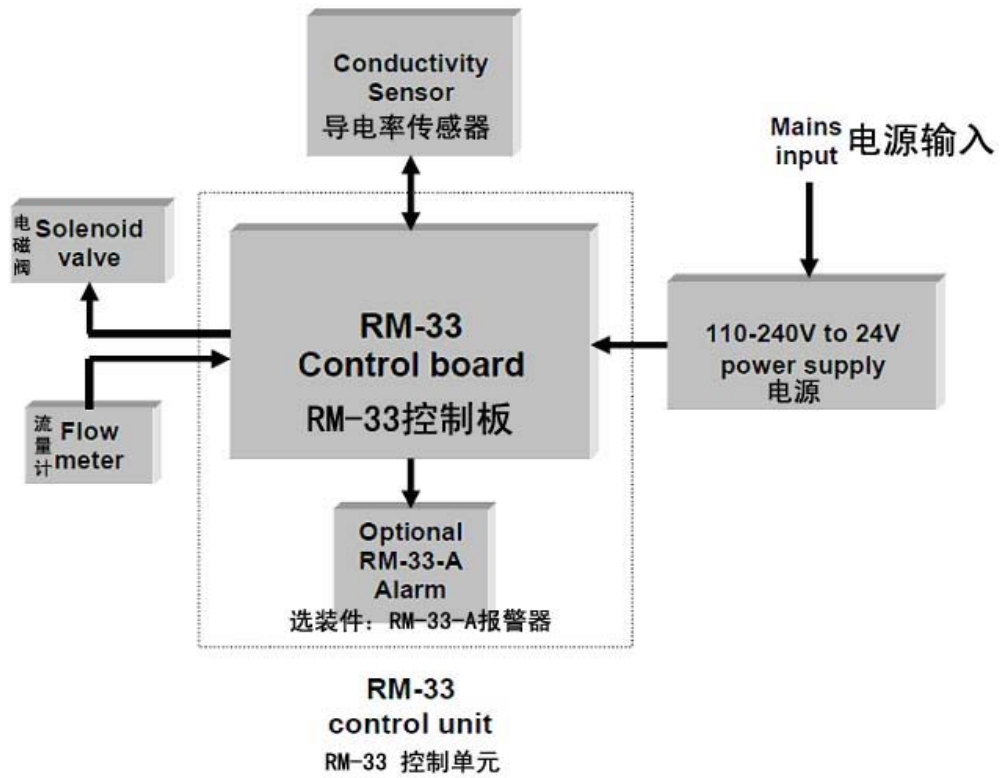 Conductivity
Sensor
导电率传感器
Mains
input
电源输入
电磁阀
Solenoid
valve
RM-33
Control board
RM-33控制板
110-240V to 24V
power supply
电源
流量计
Flow
meter
Optional
RM-33-A
Alarm
选装件：RM-33-A报警器
RM-33
control unit
RM-33 控制单元